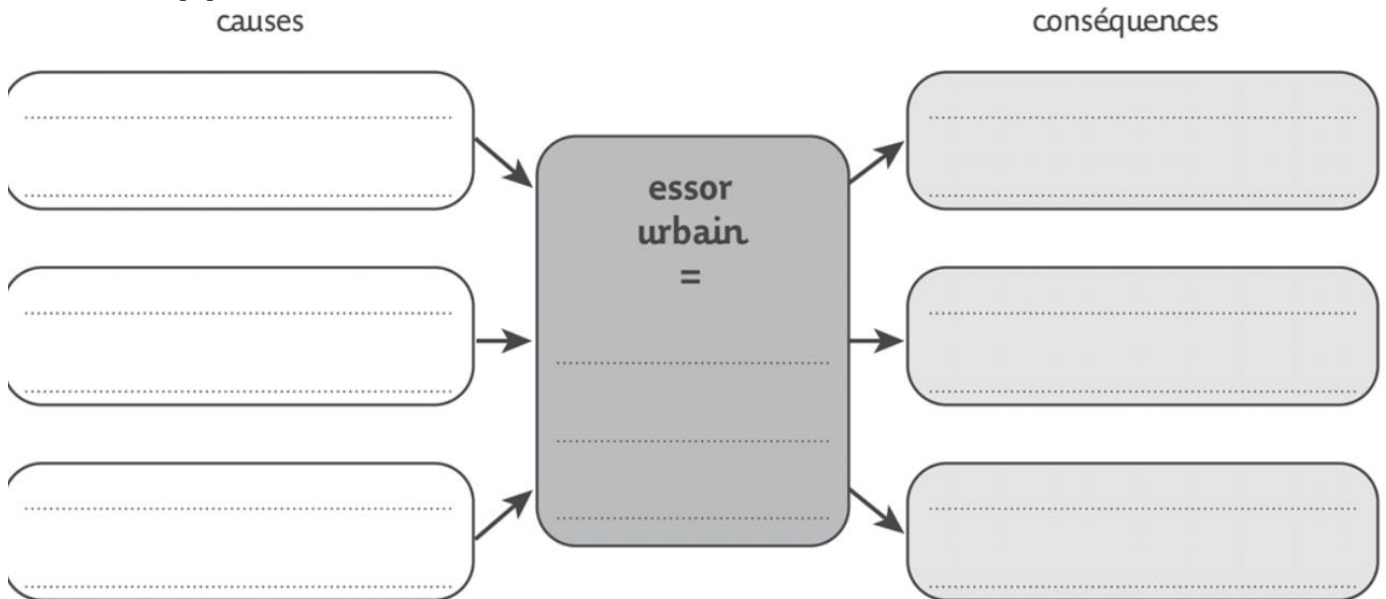 causes
conséquences
essor
urbain
=